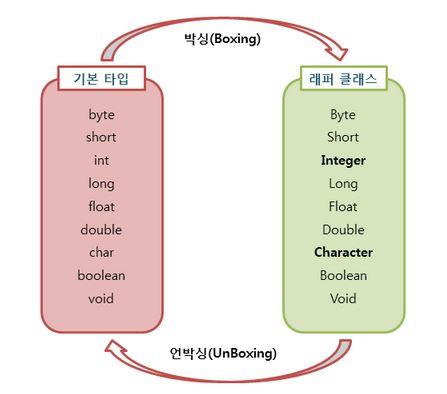 박싱(Boxing)
기본 타입
byte
short
int
long
float
double
char
boolean
void
래퍼 클래스
Byte
Short
Integer
Long
Float
Double
Character
Boolean
Void
언박싱(UnBoxing)